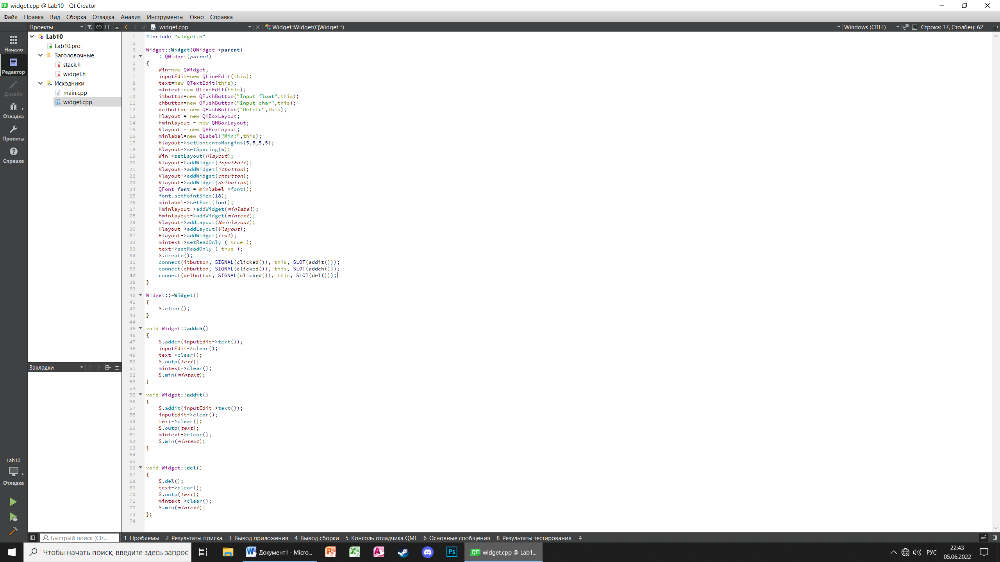 widget.cpp @ Lab10 - Qt Creator
Файл Правка Вид Сборка Отладка Анализ Инструменты Окно Справка
Проекты widget.cpp Widget::Widget(QWidget *) Windows (CRLF) Строка: 37, Столбец: 62
Начало
Редактор
Дизайн
Отладка
Проекты
Справка
Lab10
Lab10.pro
Заголовочные
stack.h
widget.h
Исходники
main.cpp
widget.cpp
Закладки
1 #include "widget.h"
2
3 Widget::Widget(QWidget *parent)
4     : QWidget(parent)
5 {
6     Win=new QWidget;
7     inputEdit=new QLineEdit(this);
8     text=new QTextEdit(this);
9     mintext=new QTextEdit(this);
10     itbutton=new QPushButton("Input float",this);
11     chbutton=new QPushButton("Input char",this);
12     delbutton=new QPushButton("Delete",this);
13     Hlayout = new QHBoxLayout;
14     Hminlayout = new QHBoxLayout;
15     Vlayout = new QVBoxLayout;
16     minlabel=new QLabel("Min:",this);
17     Hlayout->setContentsMargins(5,5,5,5);
18     Hlayout->setSpacing(5);
19     Win->setLayout(Hlayout);
20     Vlayout->addWidget(inputEdit);
21     Vlayout->addWidget(itbutton);
22     Vlayout->addWidget(chbutton);
23     Vlayout->addWidget(delbutton);
24     QFont font = minlabel->font();
25     font.setPointSize(18);
26     minlabel->setFont(font);
27     Hminlayout->addWidget(minlabel);
28     Hminlayout->addWidget(mintext);
29     Vlayout->addLayout(Hminlayout);
30     Hlayout->addLayout(Vlayout);
31     Hlayout->addWidget(text);
32     mintext->setReadOnly ( true );
33     text->setReadOnly ( true );
34     S.create();
35     connect(itbutton, SIGNAL(clicked()), this, SLOT(addit()));
36     connect(chbutton, SIGNAL(clicked()), this, SLOT(addch()));
37     connect(delbutton, SIGNAL(clicked()), this, SLOT(del()));
38 }
39
40 Widget::~Widget()
41 {
42     S.clear();
43 }
44
45 void Widget::addch()
46 {
47     S.addch(inputEdit->text());
48     inputEdit->clear();
49     text->clear();
50     S.outp(text);
51     mintext->clear();
52     S.min(mintext);
53 }
54
55 void Widget::addit()
56 {
57     S.addit(inputEdit->text());
58     inputEdit->clear();
59     text->clear();
60     S.outp(text);
61     mintext->clear();
62     S.min(mintext);
63 }
64
65
66 void Widget::del()
67 {
68     S.del();
69     text->clear();
70     S.outp(text);
71     mintext->clear();
72     S.min(mintext);
73 };
74
Lab10
Отладка
Быстрый поиск (Ctr... 1 Проблемы 2 Результаты поиска 3 Вывод приложения 4 Вывод сборки 5 Консоль отладчика QML 6 Основные сообщения 8 Результаты тестирования
Чтобы начать поиск, введите здесь запрос Документ1 - Micro... Ps QC widget.cpp @ Lab1... РУС 22:43
05.06.2022